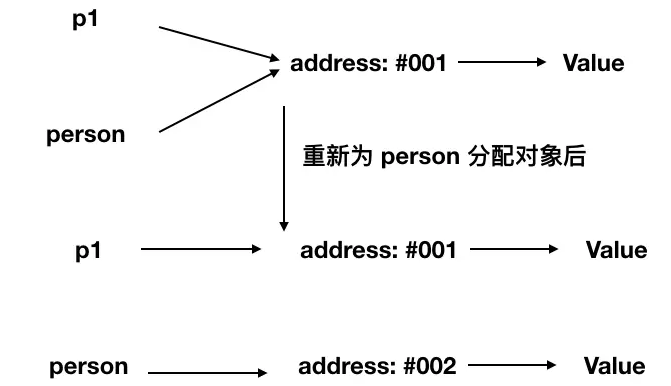 p1
address: #001
Value
person
重新为 person 分配对象后
p1
address: #001
Value
person
address: #002
Value